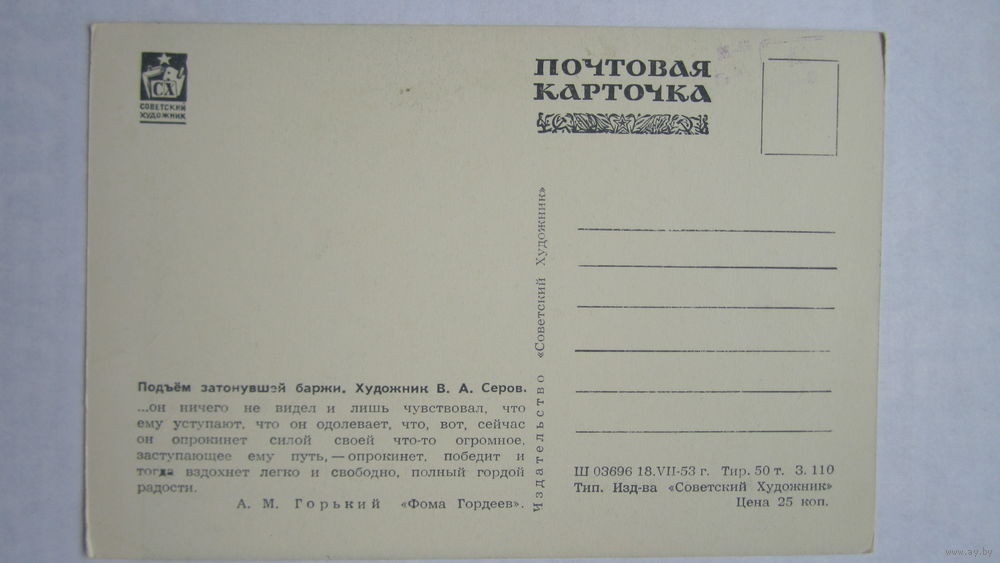 СХ
СОВЕТСКИЙ
ХУДОЖНИК
ПОЧТОВАЯ
КАРТОЧКА
Подъём затонувшей баржи. Художник В. А. Серов.
...он ничего не видел и лишь чувствовал, что
ему уступают, что он одолевает, что, вот, сейчас
он опрокинет силой своей что-то огромное,
заступающее ему путь, — опрокинет, победит и
тогда вздохнет легко и свободно, полный гордой
радости.
А. М. Горький «Фома Гордеев».
Издательство «Советский Художник»
Ш 03696 18.VII-53 г. Тир. 50 т. З. 110
Тип. Изд-ва «Советский Художник»
Цена 25 коп.
www.ay.by